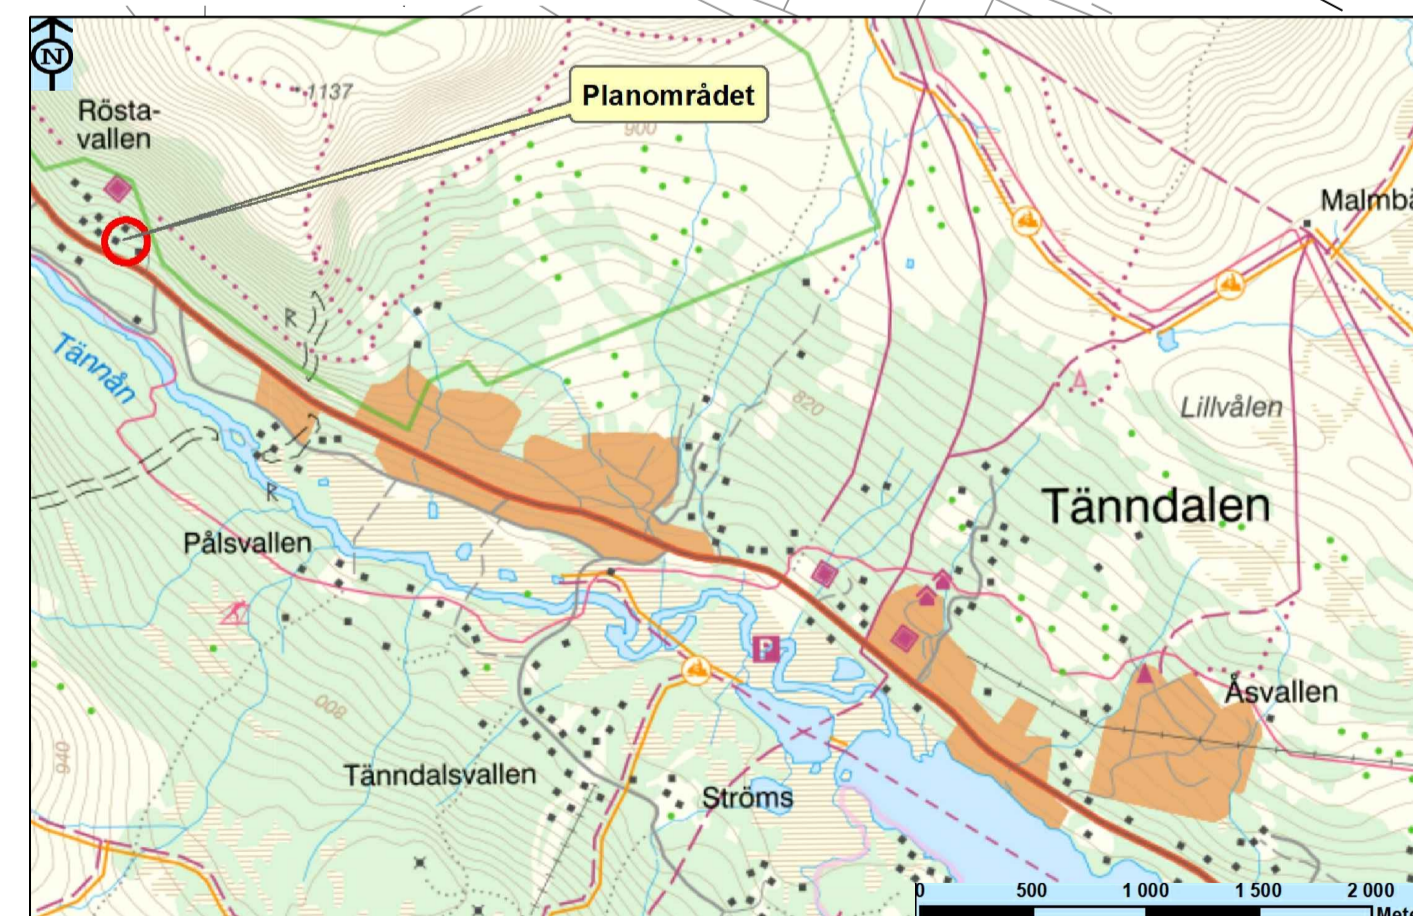 N
1137
Planområdet
Rösta-
vallen
900
Malmbä
R
Tännån
820
Lillvålen
Tänndalen
R
Pålsvallen
P
Åsvallen
800
940
Tänndalsvallen
Ströms
0 500 1 000 1 500 2 000
Mete